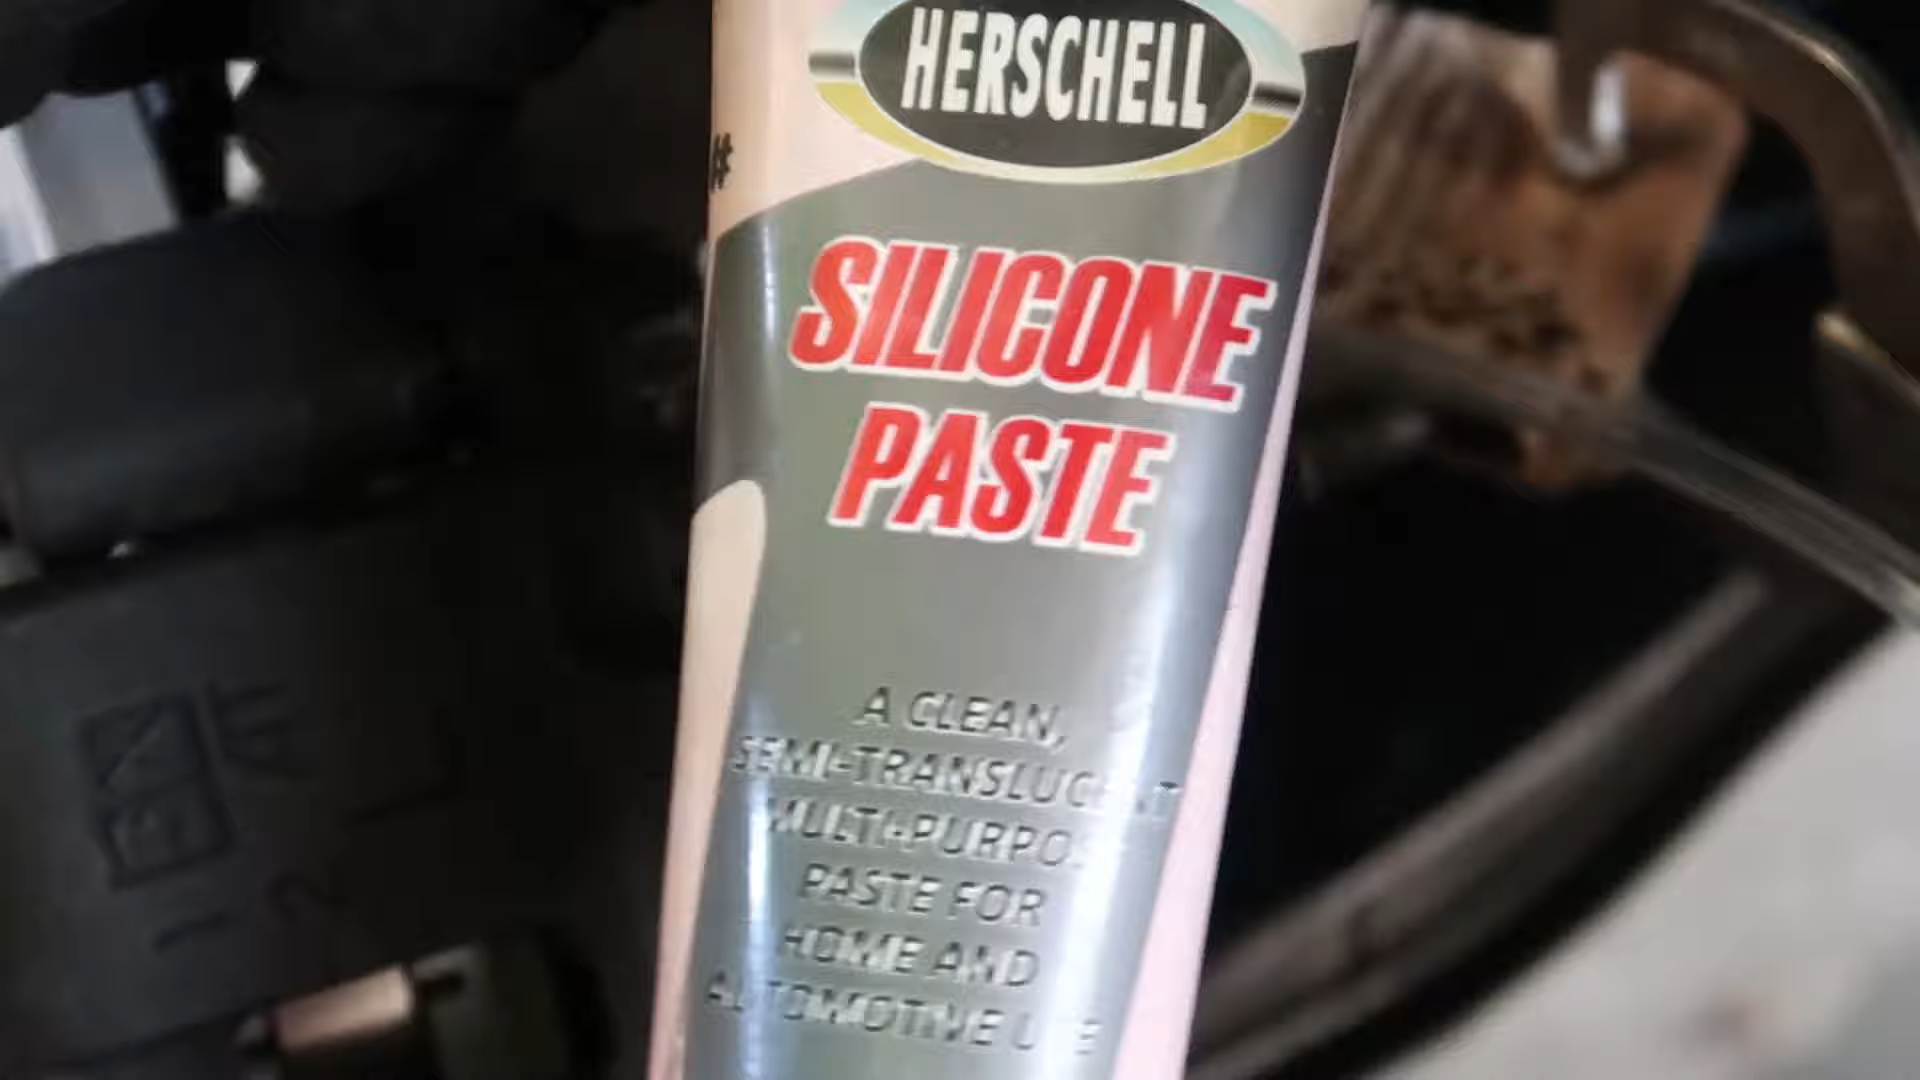 HERSCHELL
SILICONE
PASTE
A CLEAN,
SEMI-TRANSLUCENT
MULTI-PURPOSE
PASTE FOR
HOME AND
AUTOMOTIVE USE